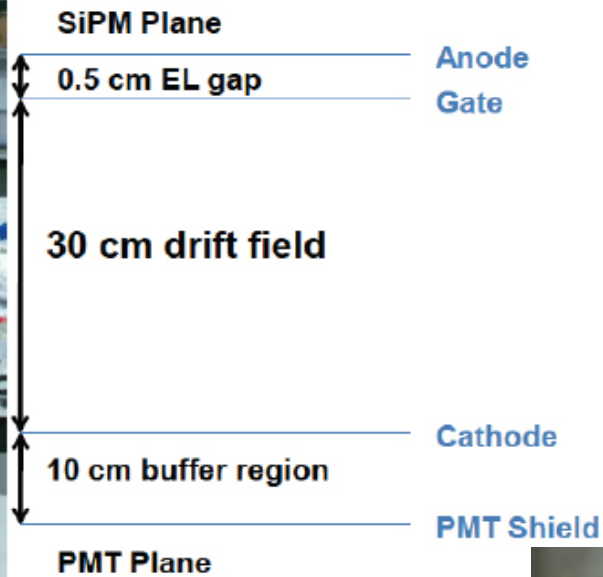 SiPM Plane
Anode
0.5 cm EL gap
Gate
30 cm drift field
Cathode
10 cm buffer region
PMT Shield
PMT Plane